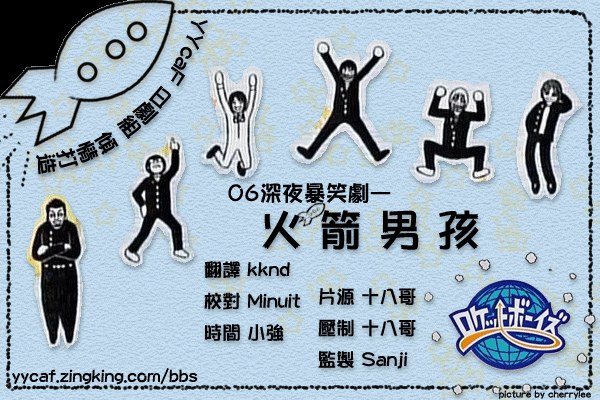 YYcaF 日劇組 傾情打造
06深夜暴笑劇—
火箭男孩
翻譯 kknd
校對 Minuit
時間 小強
片源 十八哥
壓制 十八哥
監製 Sanji
ロケットボーイズ
yycaf.zingking.com/bbs
picture by cherrylee